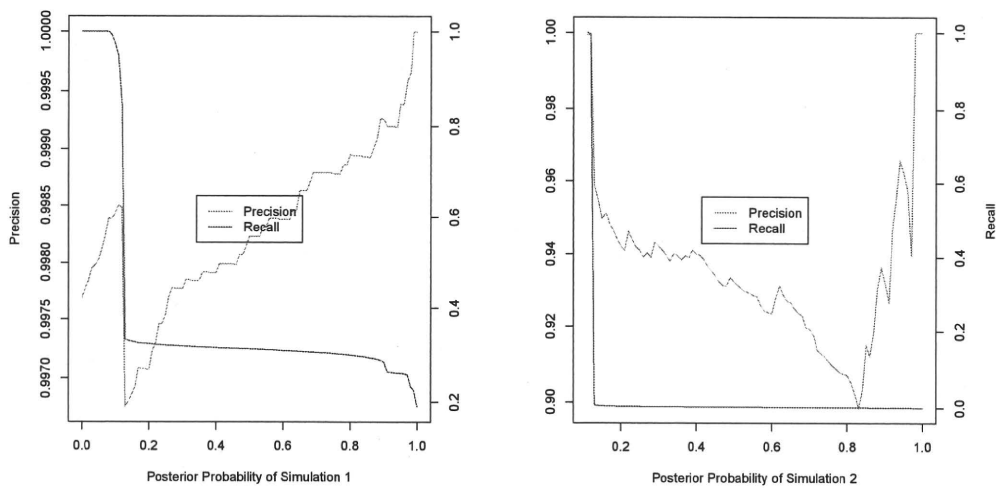 Precision
1.0000
0.9995
0.9990
0.9985
0.9980
0.9975
0.9970
1.0
0.8
0.6
0.4
0.2
Precision
Recall
0.0 0.2 0.4 0.6 0.8 1.0
Posterior Probability of Simulation 1
1.00
0.98
0.96
0.94
0.92
0.90
1.0
0.8
0.6
0.4
0.2
0.0
Recall
Precision
Recall
0.2 0.4 0.6 0.8 1.0
Posterior Probability of Simulation 2